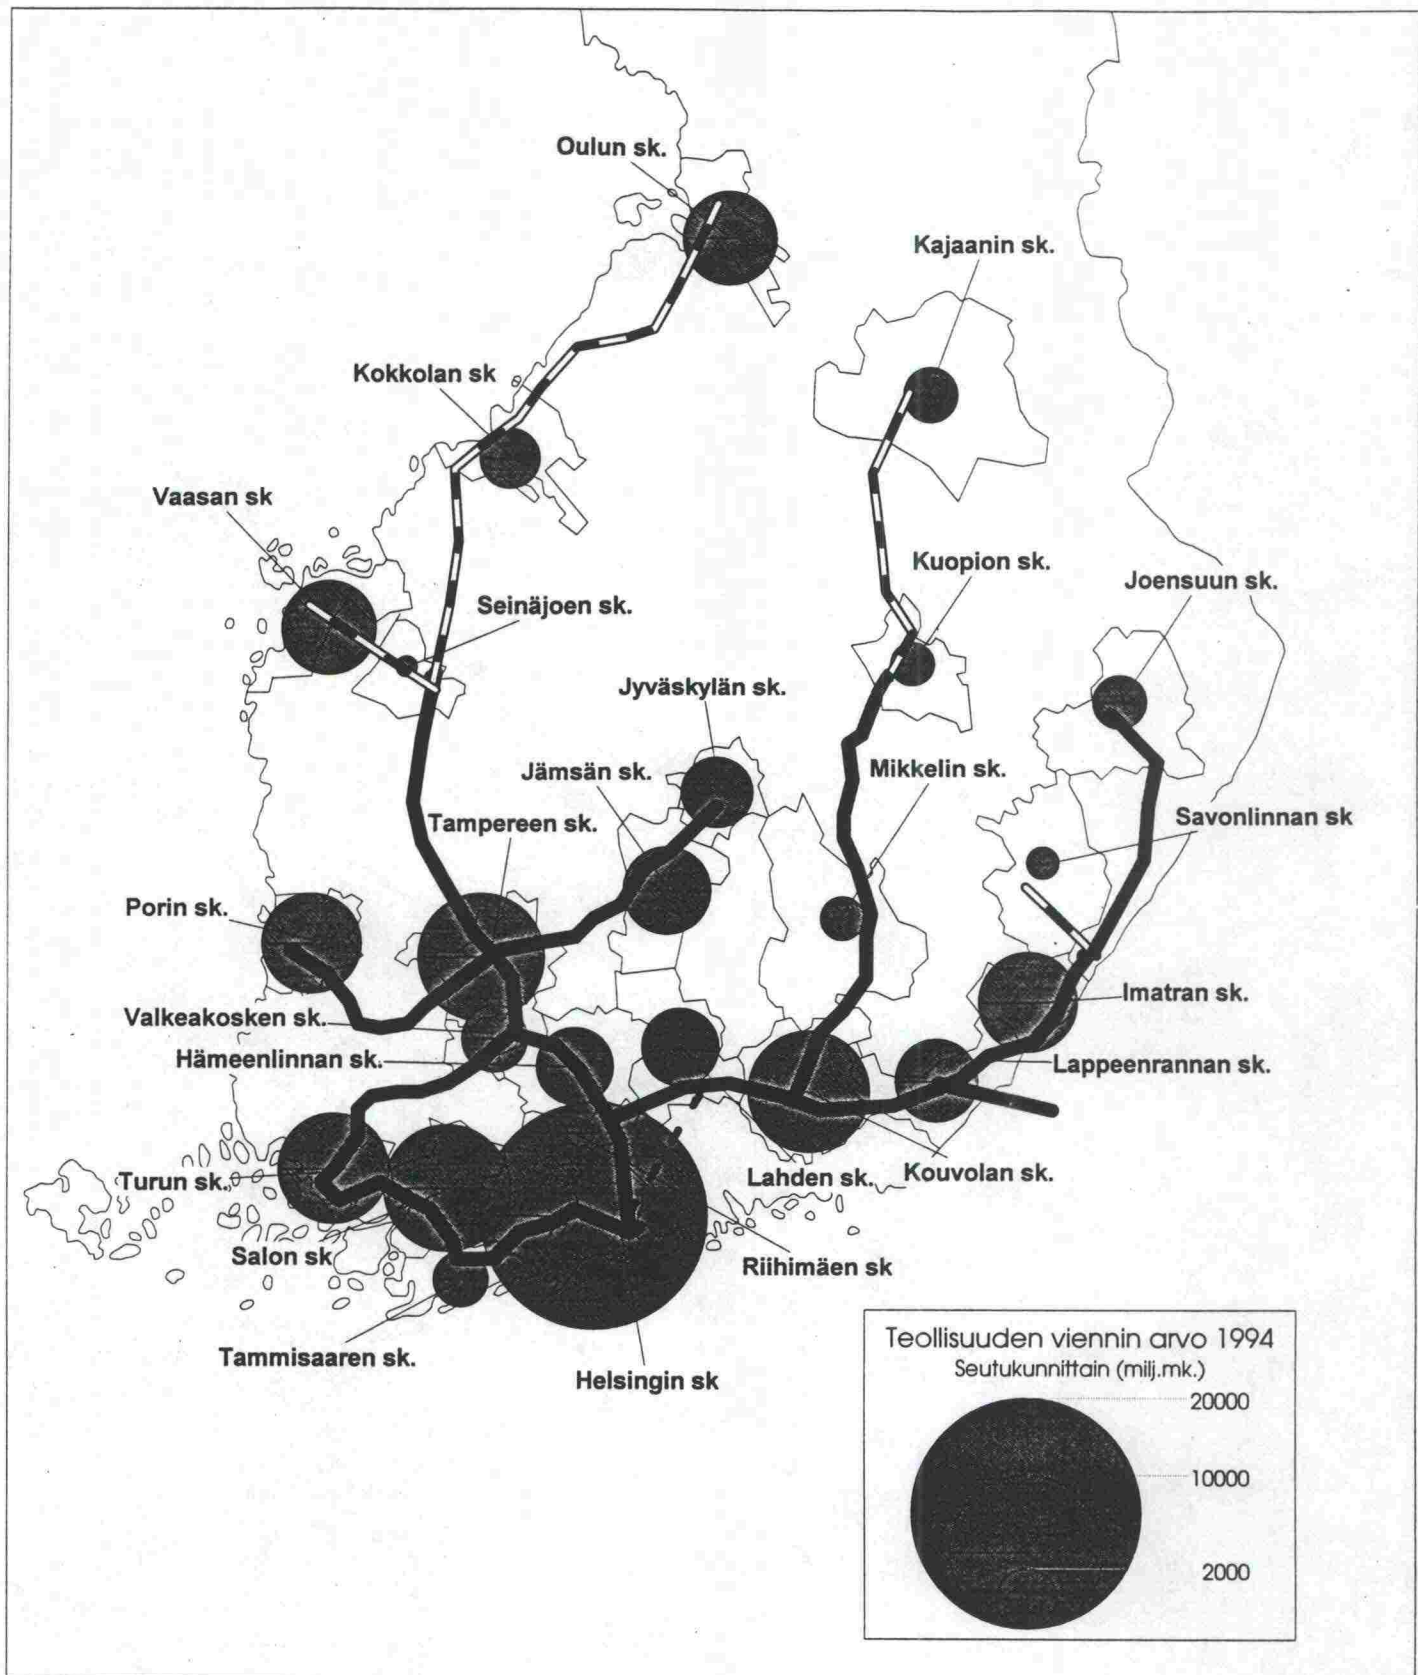 Oulun sk.
Kajaanin sk.
Kokkolan sk
Vaasan sk
Kuopion sk.
Joensuun sk.
Seinäjoen sk.
Jyväskylän sk.
Jämsän sk.
Mikkelin sk.
Savonlinnan sk
Tampereen sk.
Porin sk.
Imatran sk.
Valkeakosken sk.
Hämeenlinnan sk.
Lappeenrannan sk.
Turun sk.
Lahden sk.
Kouvolan sk.
Salon sk
Riihimäen sk
Tammisaaren sk.
Helsingin sk
Teollisuuden viennin arvo 1994
Seutukunnittain (milj.mk.)
20000
10000
2000